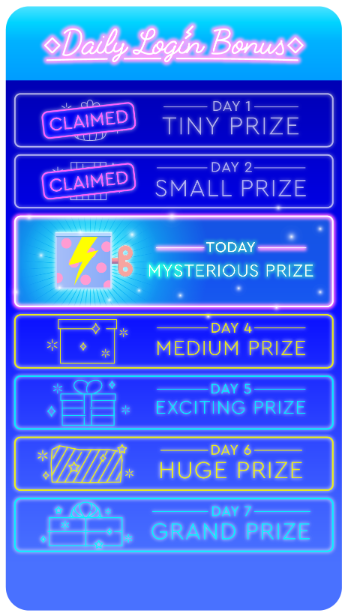 Daily Login Bonus
CLAIMED
DAY 1
TINY PRIZE
CLAIMED
DAY 2
SMALL PRIZE
TODAY
MYSTERIOUS PRIZE
DAY 4
MEDIUM PRIZE
DAY 5
EXCITING PRIZE
DAY 6
HUGE PRIZE
DAY 7
GRAND PRIZE